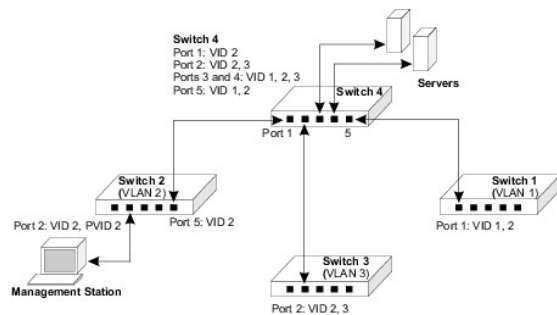 Switch 4
Port 1: VID 2
Port 2: VID 2, 3
Ports 3 and 4: VID 1, 2, 3
Port 5: VID 1, 2
Servers
Switch 4
Port 1
5
Switch 2
(VLAN 2)
Switch 1
(VLAN 1)
Port 2: VID 2, PVID 2
Port 5: VID 2
Port 1: VID 1, 2
Switch 3
(VLAN 3)
Management Station
Port 2: VID 2, 3